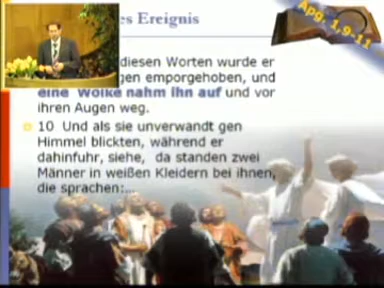 es Ereignis
Apg. 1,9-11
diesen Worten wurde er
gen emporgehoben, und
eine Wolke nahm ihn auf und vor
ihren Augen weg.
10 Und als sie unverwandt gen
Himmel blickten, während er
dahinfuhr, siehe, da standen zwei
Männer in weißen Kleidern bei ihnen,
die sprachen:...